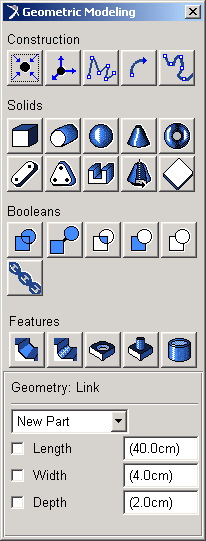 Geometric Modeling
Construction
Solids
Booleans
Features
Geometry: Link
New Part
Length (40.0cm)
Width (4.0cm)
Depth (2.0cm)